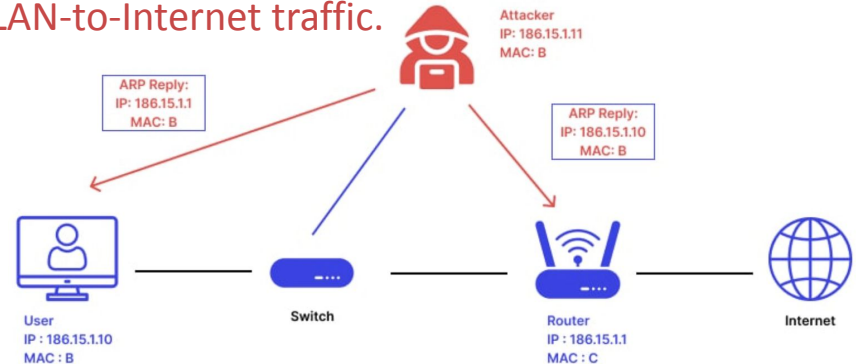 LAN-to-Internet traffic.
Attacker
IP: 186.15.1.11
MAC: B
ARP Reply:
IP: 186.15.1.1
MAC: B
ARP Reply:
IP: 186.15.1.10
MAC: B
User
IP : 186.15.1.10
MAC : B
Switch
Router
IP : 186.15.1.1
MAC : C
Internet